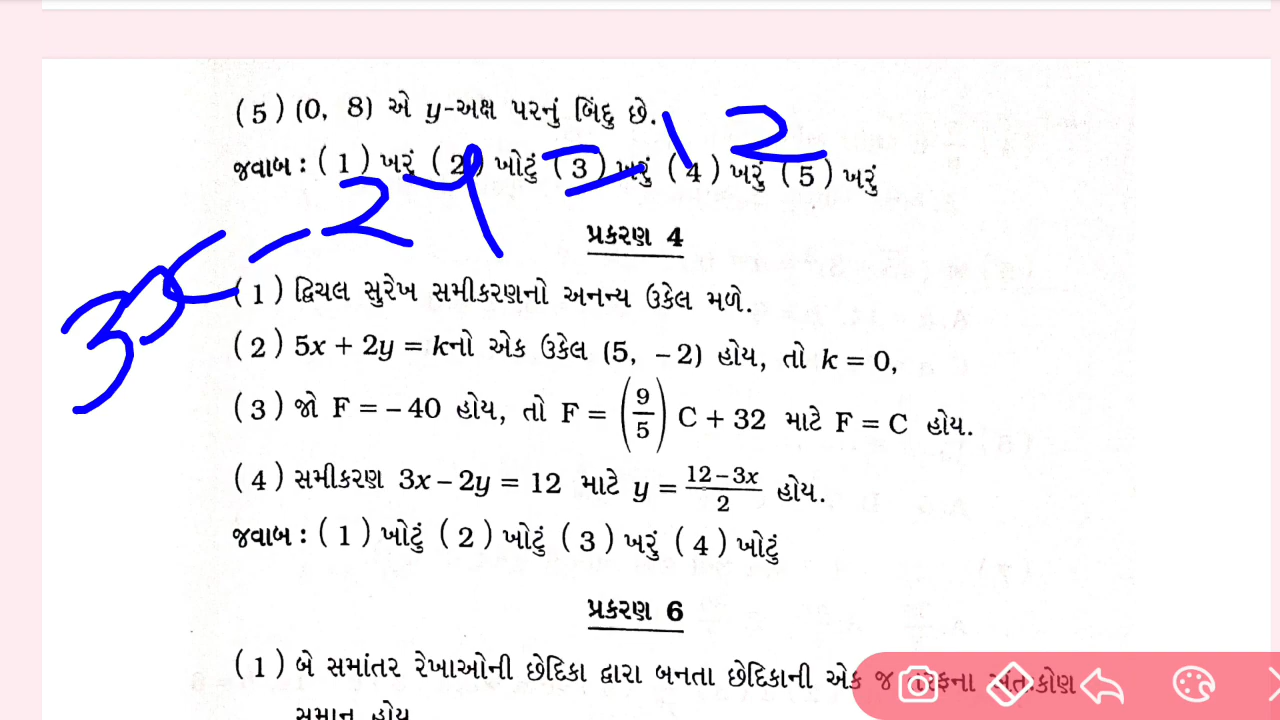 (5) (0, 8) એ y-અક્ષ પરનું બિંદુ છે.
જવાબ : (1) ખરું (2) ખોટું (3) ખરું (4) ખરું (5) ખરું
3x - 2y = 12
પ્રકરણ 4
(1) દ્વિચલ સુરેખ સમીકરણનો અનન્ય ઉકેલ મળે.
(2) 5x + 2y = kનો એક ઉકેલ (5, -2) હોય, તો k = 0,
(3) જો F = - 40 હોય, તો F = (9/5) C + 32 માટે F = C હોય.
(4) સમીકરણ 3x - 2y = 12 માટે y = (12-3x)/2 હોય.
જવાબ : (1) ખોટું (2) ખોટું (3) ખરું (4) ખોટું
પ્રકરણ 6
(1) બે સમાંતર રેખાઓની છેદિકા દ્વારા બનતા છેદિકાની એક જ તરફના અંતઃકોણ
સમાન હોય